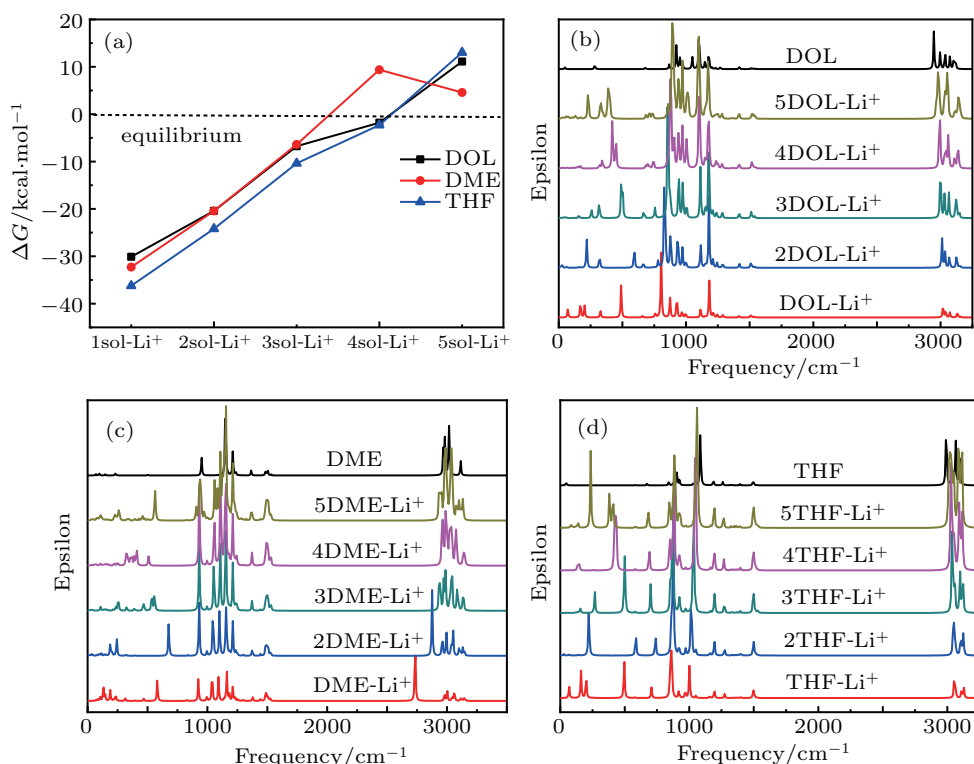 (a)
ΔG/kcal·mol⁻¹
20
10
0
−10
−20
−30
−40
equilibrium
DOL
DME
THF
1sol-Li⁺ 2sol-Li⁺ 3sol-Li⁺ 4sol-Li⁺ 5sol-Li⁺
(b)
Epsilon
DOL
5DOL-Li⁺
4DOL-Li⁺
3DOL-Li⁺
2DOL-Li⁺
DOL-Li⁺
0 1000 2000 3000
Frequency/cm⁻¹
(c)
Epsilon
DME
5DME-Li⁺
4DME-Li⁺
3DME-Li⁺
2DME-Li⁺
DME-Li⁺
0 1000 2000 3000
Frequency/cm⁻¹
(d)
Epsilon
THF
5THF-Li⁺
4THF-Li⁺
3THF-Li⁺
2THF-Li⁺
THF-Li⁺
0 1000 2000 3000
Frequency/cm⁻¹